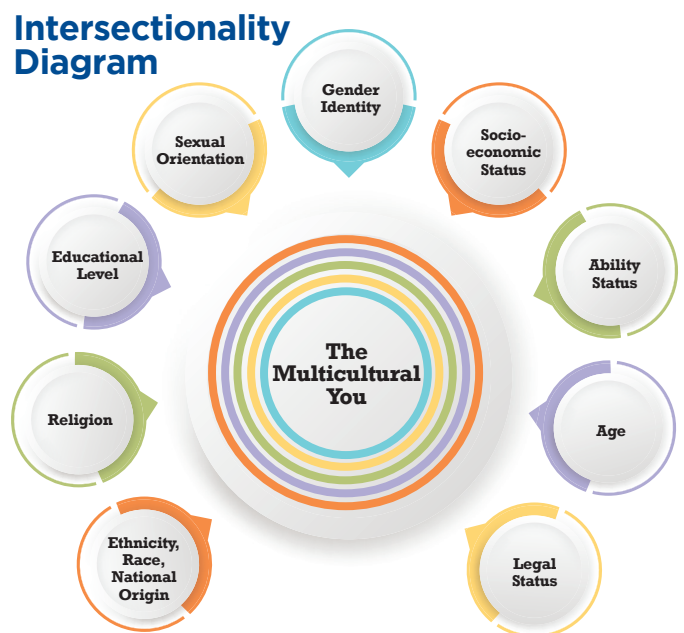 Intersectionality
Diagram
Gender
Identity
Sexual
Orientation
Socio-
economic
Status
Educational
Level
Ability
Status
The
Multicultural
You
Religion
Age
Ethnicity,
Race,
National
Origin
Legal
Status